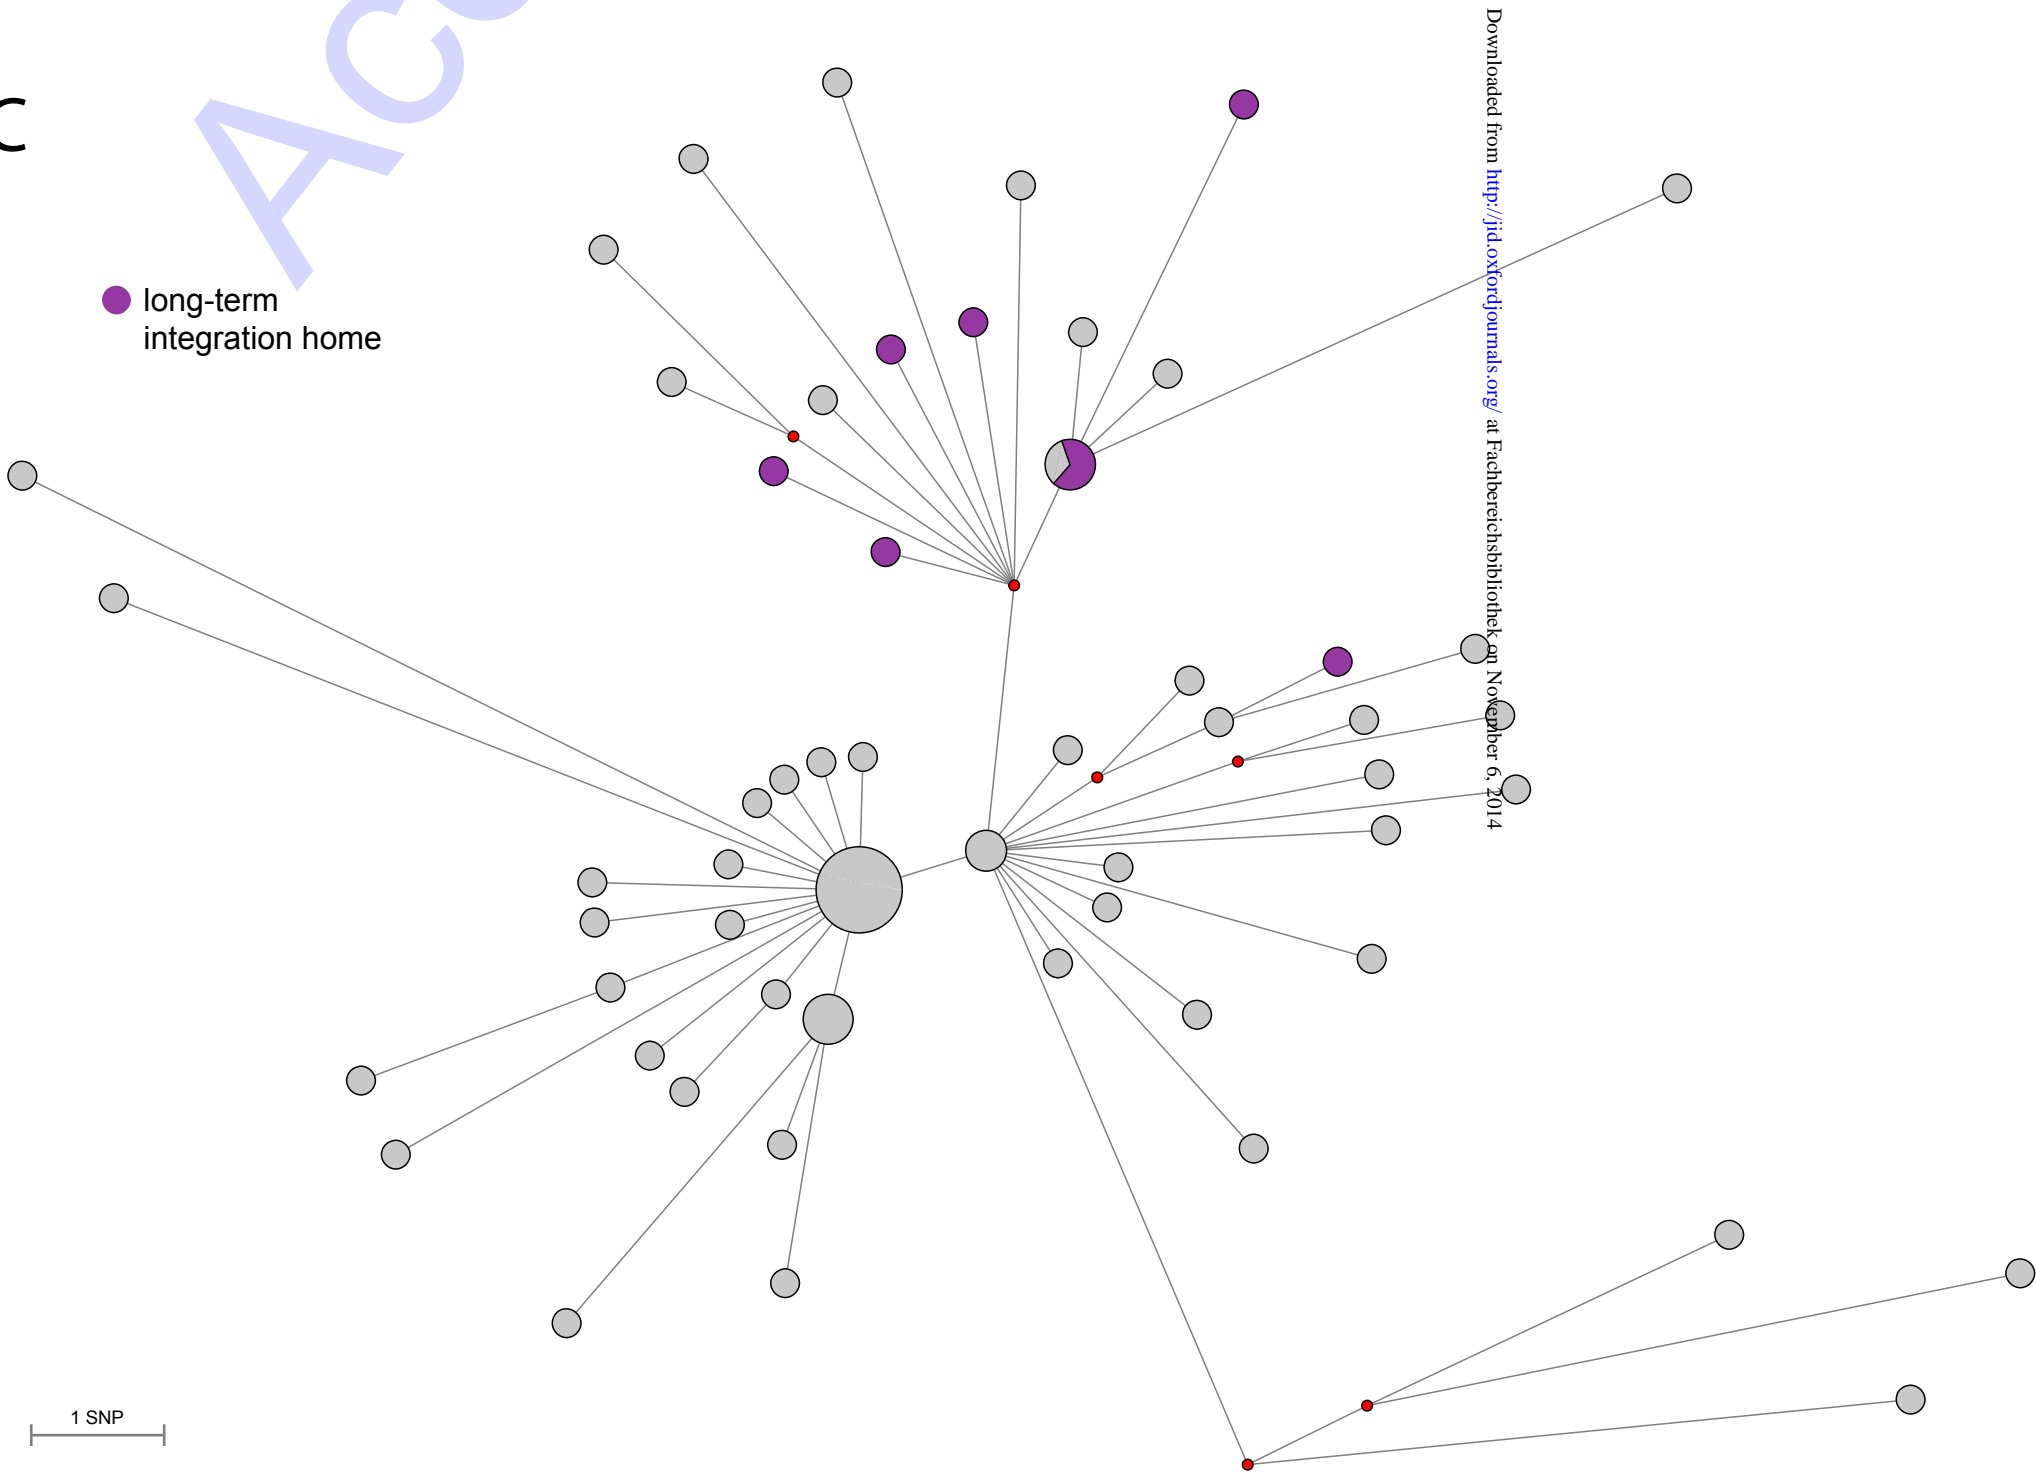 C
long-term
integration home
Downloaded from http://jid.oxfordjournals.org/ at Fachbereichsbibliothek on November 6, 2014
1 SNP